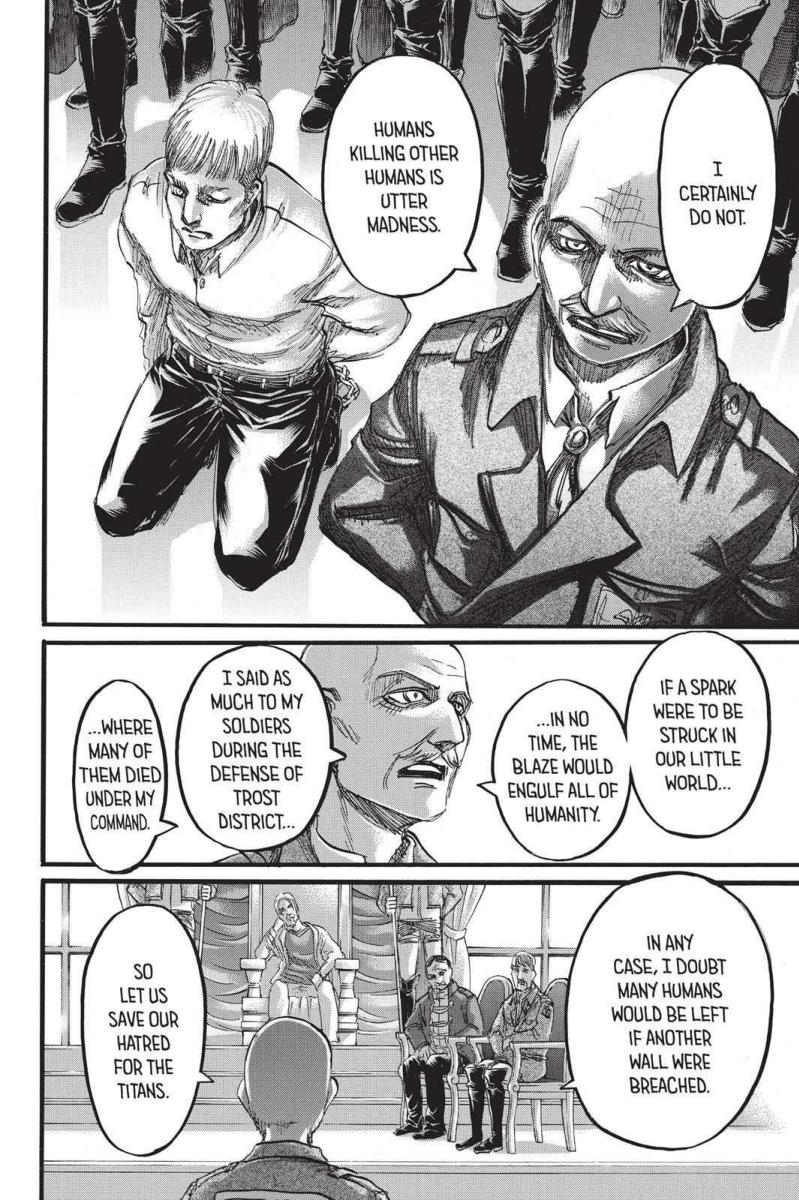 I
CERTAINLY
DO NOT.
HUMANS
KILLING OTHER
HUMANS IS
UTTER
MADNESS.
IF A SPARK
WERE TO BE
STRUCK IN
OUR LITTLE
WORLD...
...IN NO
TIME, THE
BLAZE WOULD
ENGULF ALL OF
HUMANITY.
I SAID AS
MUCH TO MY
SOLDIERS
DURING THE
DEFENSE OF
TROST
DISTRICT...
...WHERE
MANY OF
THEM DIED
UNDER MY
COMMAND.
IN ANY
CASE, I DOUBT
MANY HUMANS
WOULD BE LEFT
IF ANOTHER
WALL WERE
BREACHED.
SO
LET US
SAVE OUR
HATRED
FOR THE
TITANS.